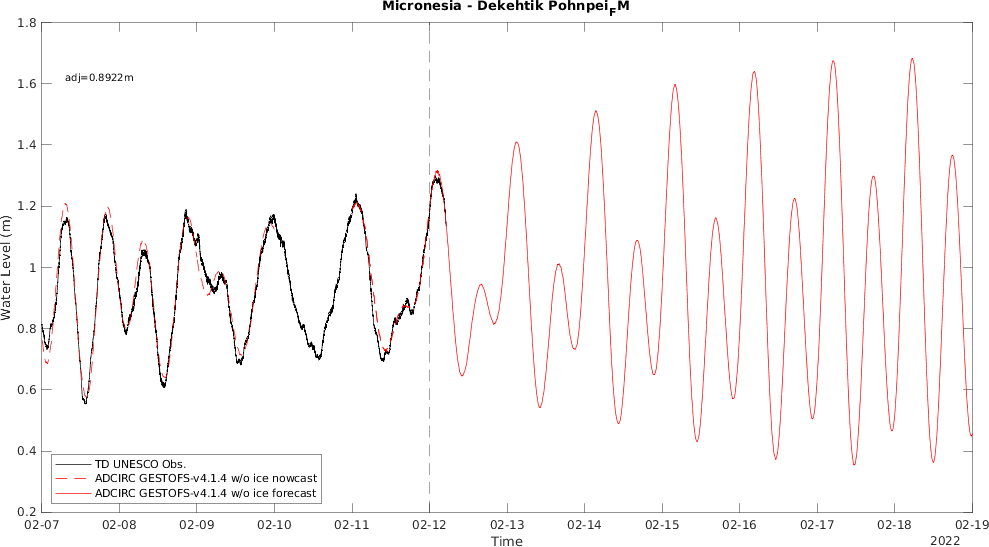 Micronesia - Dekehtik Pohnpei_FM
adj=0.8922m
Water Level (m)
1.8
1.6
1.4
1.2
1
0.8
0.6
0.4
0.2
TD UNESCO Obs.
ADCIRC GESTOFS-v4.1.4 w/o ice nowcast
ADCIRC GESTOFS-v4.1.4 w/o ice forecast
02-07 02-08 02-09 02-10 02-11 02-12 02-13 02-14 02-15 02-16 02-17 02-18 02-19
Time
2022